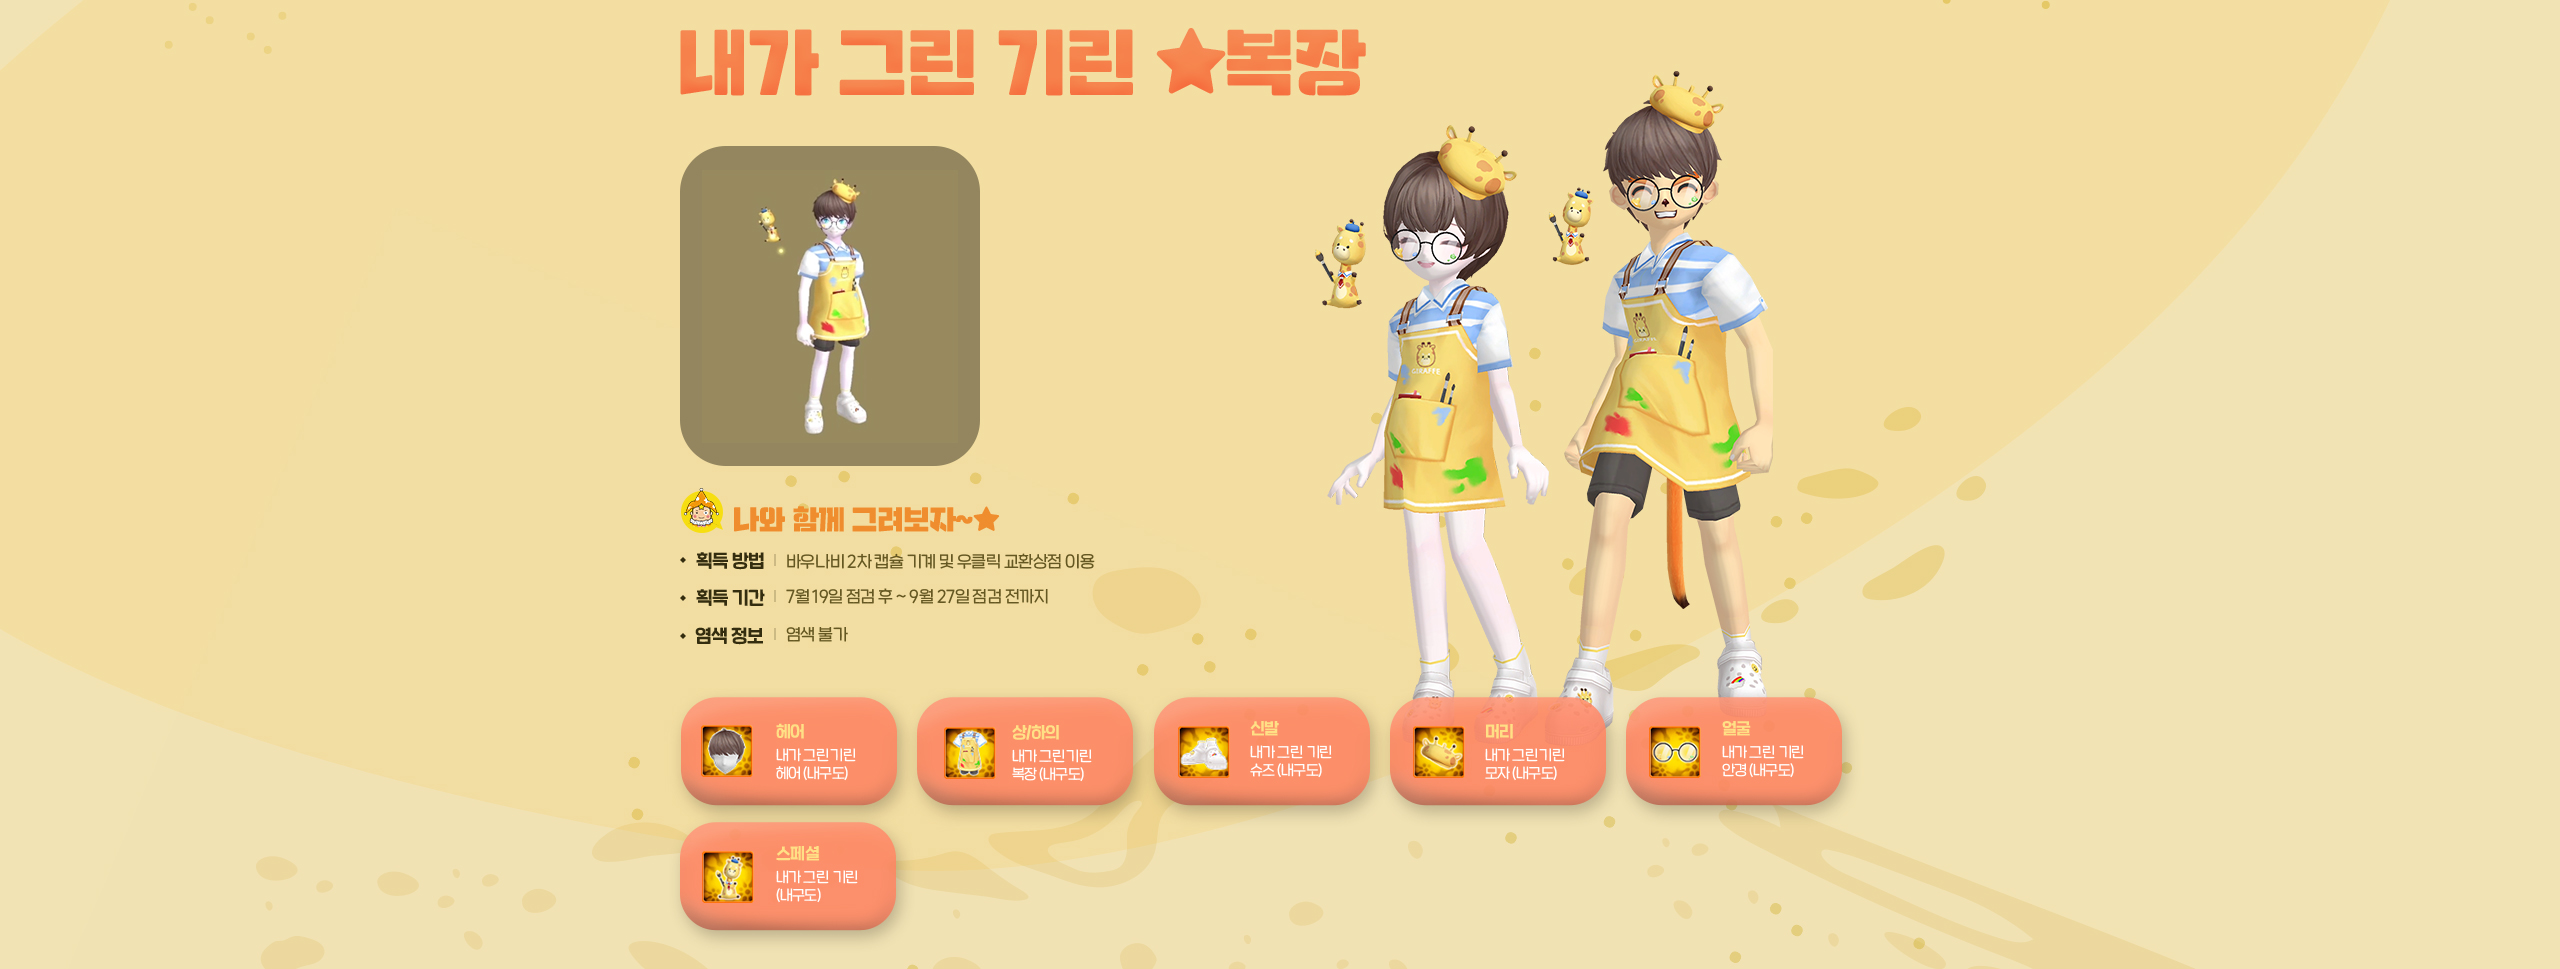 내가 그린 기린 ★복장
GIRAFFE
나와 함께 그려보자~★
획득 방법 | 바우나비 2차 캡슐 기계 및 우클릭 교환상점 이용
획득 기간 | 7월 19일 점검 후 ~ 9월 27일 점검 전까지
염색 정보 | 염색 불가
헤어
내가 그린 기린
헤어 (내구도)
상/하의
내가 그린 기린
복장 (내구도)
신발
내가 그린 기린
슈즈 (내구도)
머리
내가 그린 기린
모자 (내구도)
얼굴
내가 그린 기린
안경 (내구도)
스페셜
내가 그린 기린
(내구도)